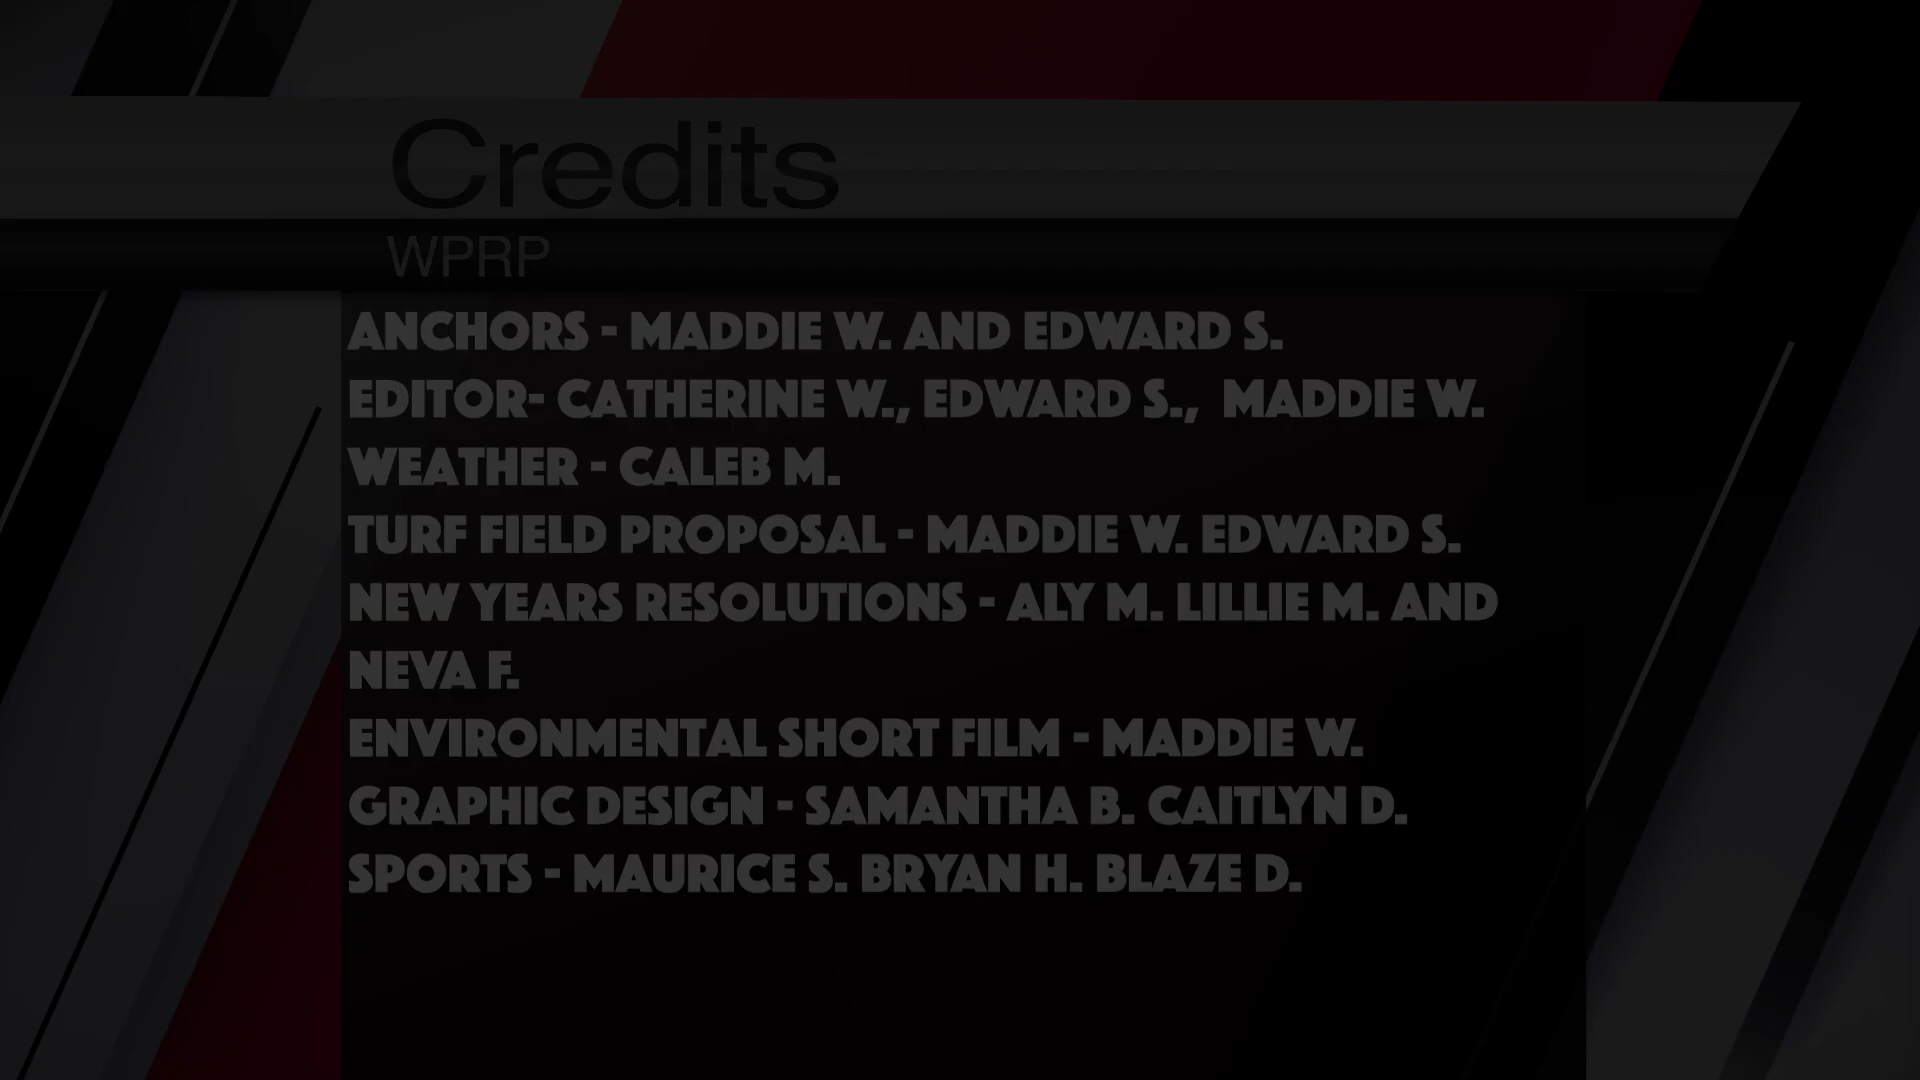 Credits
WPRP
ANCHORS - MADDIE W. AND EDWARD S.
EDITOR- CATHERINE W., EDWARD S.,  MADDIE W.
WEATHER - CALEB M.
TURF FIELD PROPOSAL - MADDIE W. EDWARD S.
NEW YEARS RESOLUTIONS - ALY M. LILLIE M. AND
NEVA F.
ENVIRONMENTAL SHORT FILM - MADDIE W.
GRAPHIC DESIGN - SAMANTHA B. CAITLYN D.
SPORTS - MAURICE S. BRYAN H. BLAZE D.